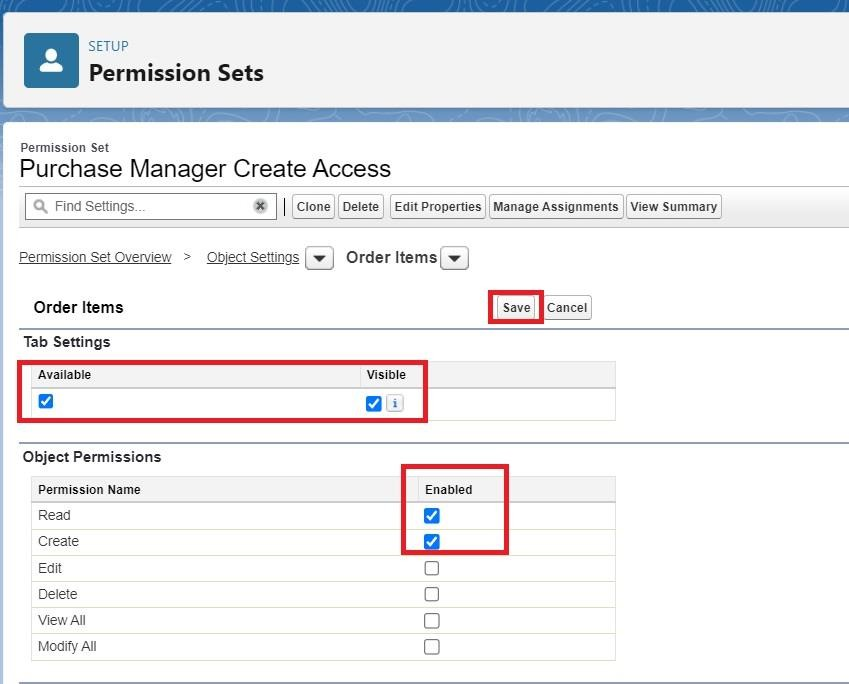 SETUP
Permission Sets
Permission Set
Purchase Manager Create Access
Find Settings... Clone Delete Edit Properties Manage Assignments View Summary
Permission Set Overview > Object Settings Order Items
Order Items Save Cancel
Tab Settings
Available Visible
i
Object Permissions
Permission Name Enabled
Read
Create
Edit
Delete
View All
Modify All